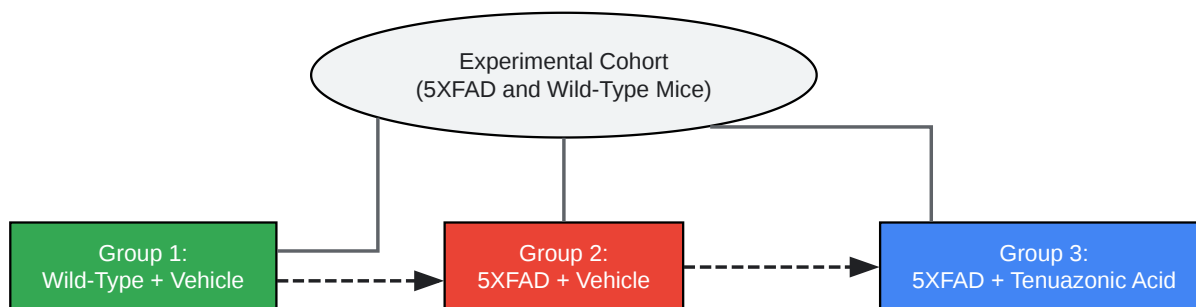 Experimental Cohort
(5XFAD and Wild-Type Mice)
Group 1:
Wild-Type + Vehicle
Group 2:
5XFAD + Vehicle
Group 3:
5XFAD + Tenuazonic Acid